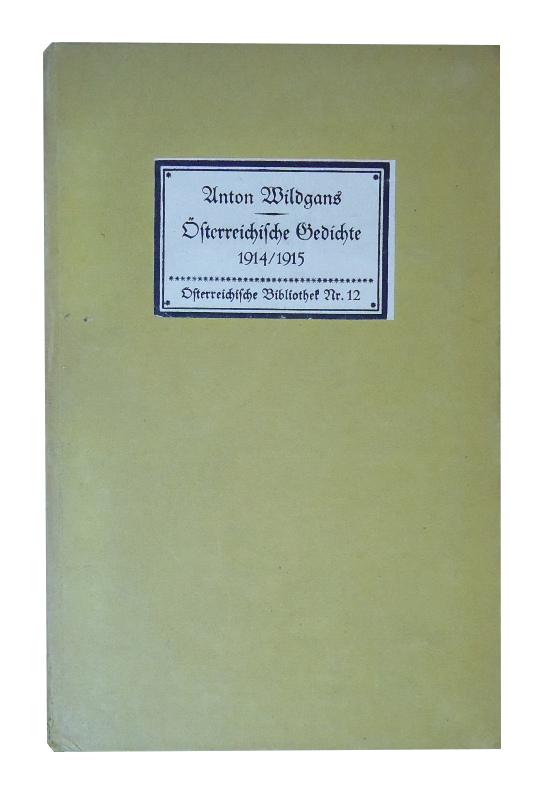 Anton Wildgans
Österreichische Gedichte
1914/1915
Österreichische Bibliothek Nr. 12